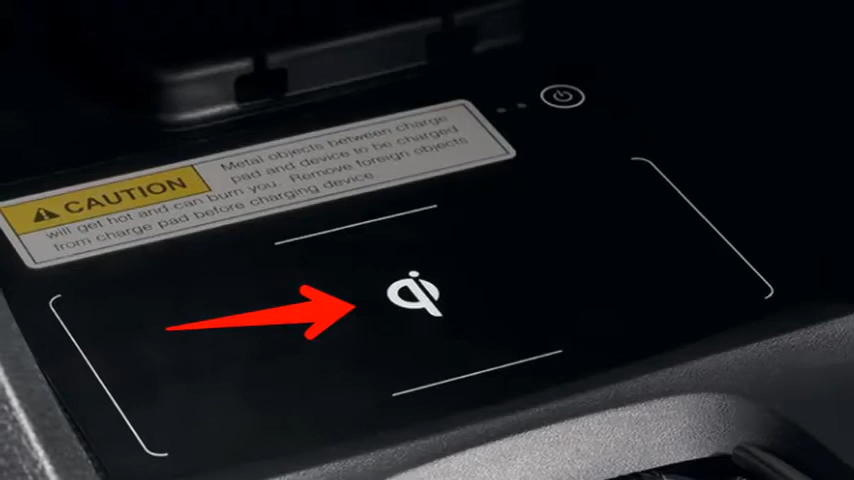 Metal objects between charge
CAUTION pad and device to be charged
will get hot and can burn you. Remove foreign objects
from charge pad before charging device.
qi